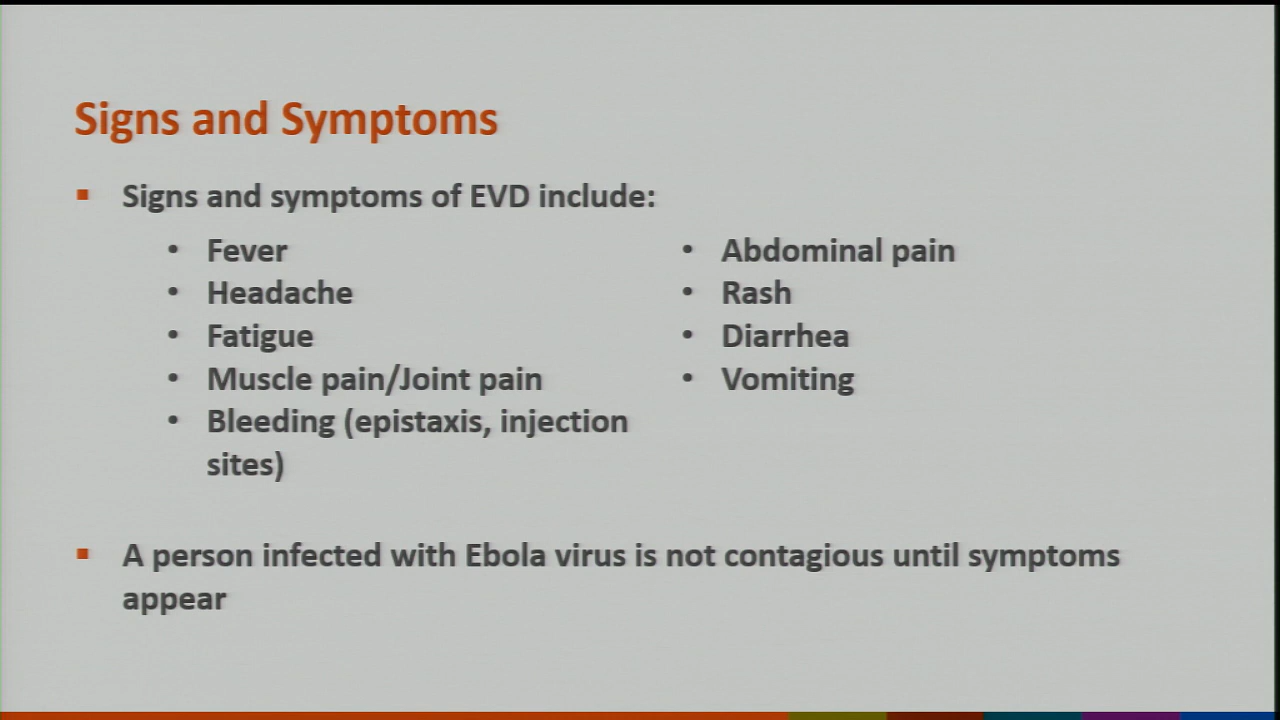 Signs and Symptoms
▪ Signs and symptoms of EVD include:
• Fever
• Headache
• Fatigue
• Muscle pain/Joint pain
• Bleeding (epistaxis, injection
sites)
• Abdominal pain
• Rash
• Diarrhea
• Vomiting
▪ A person infected with Ebola virus is not contagious until symptoms
appear